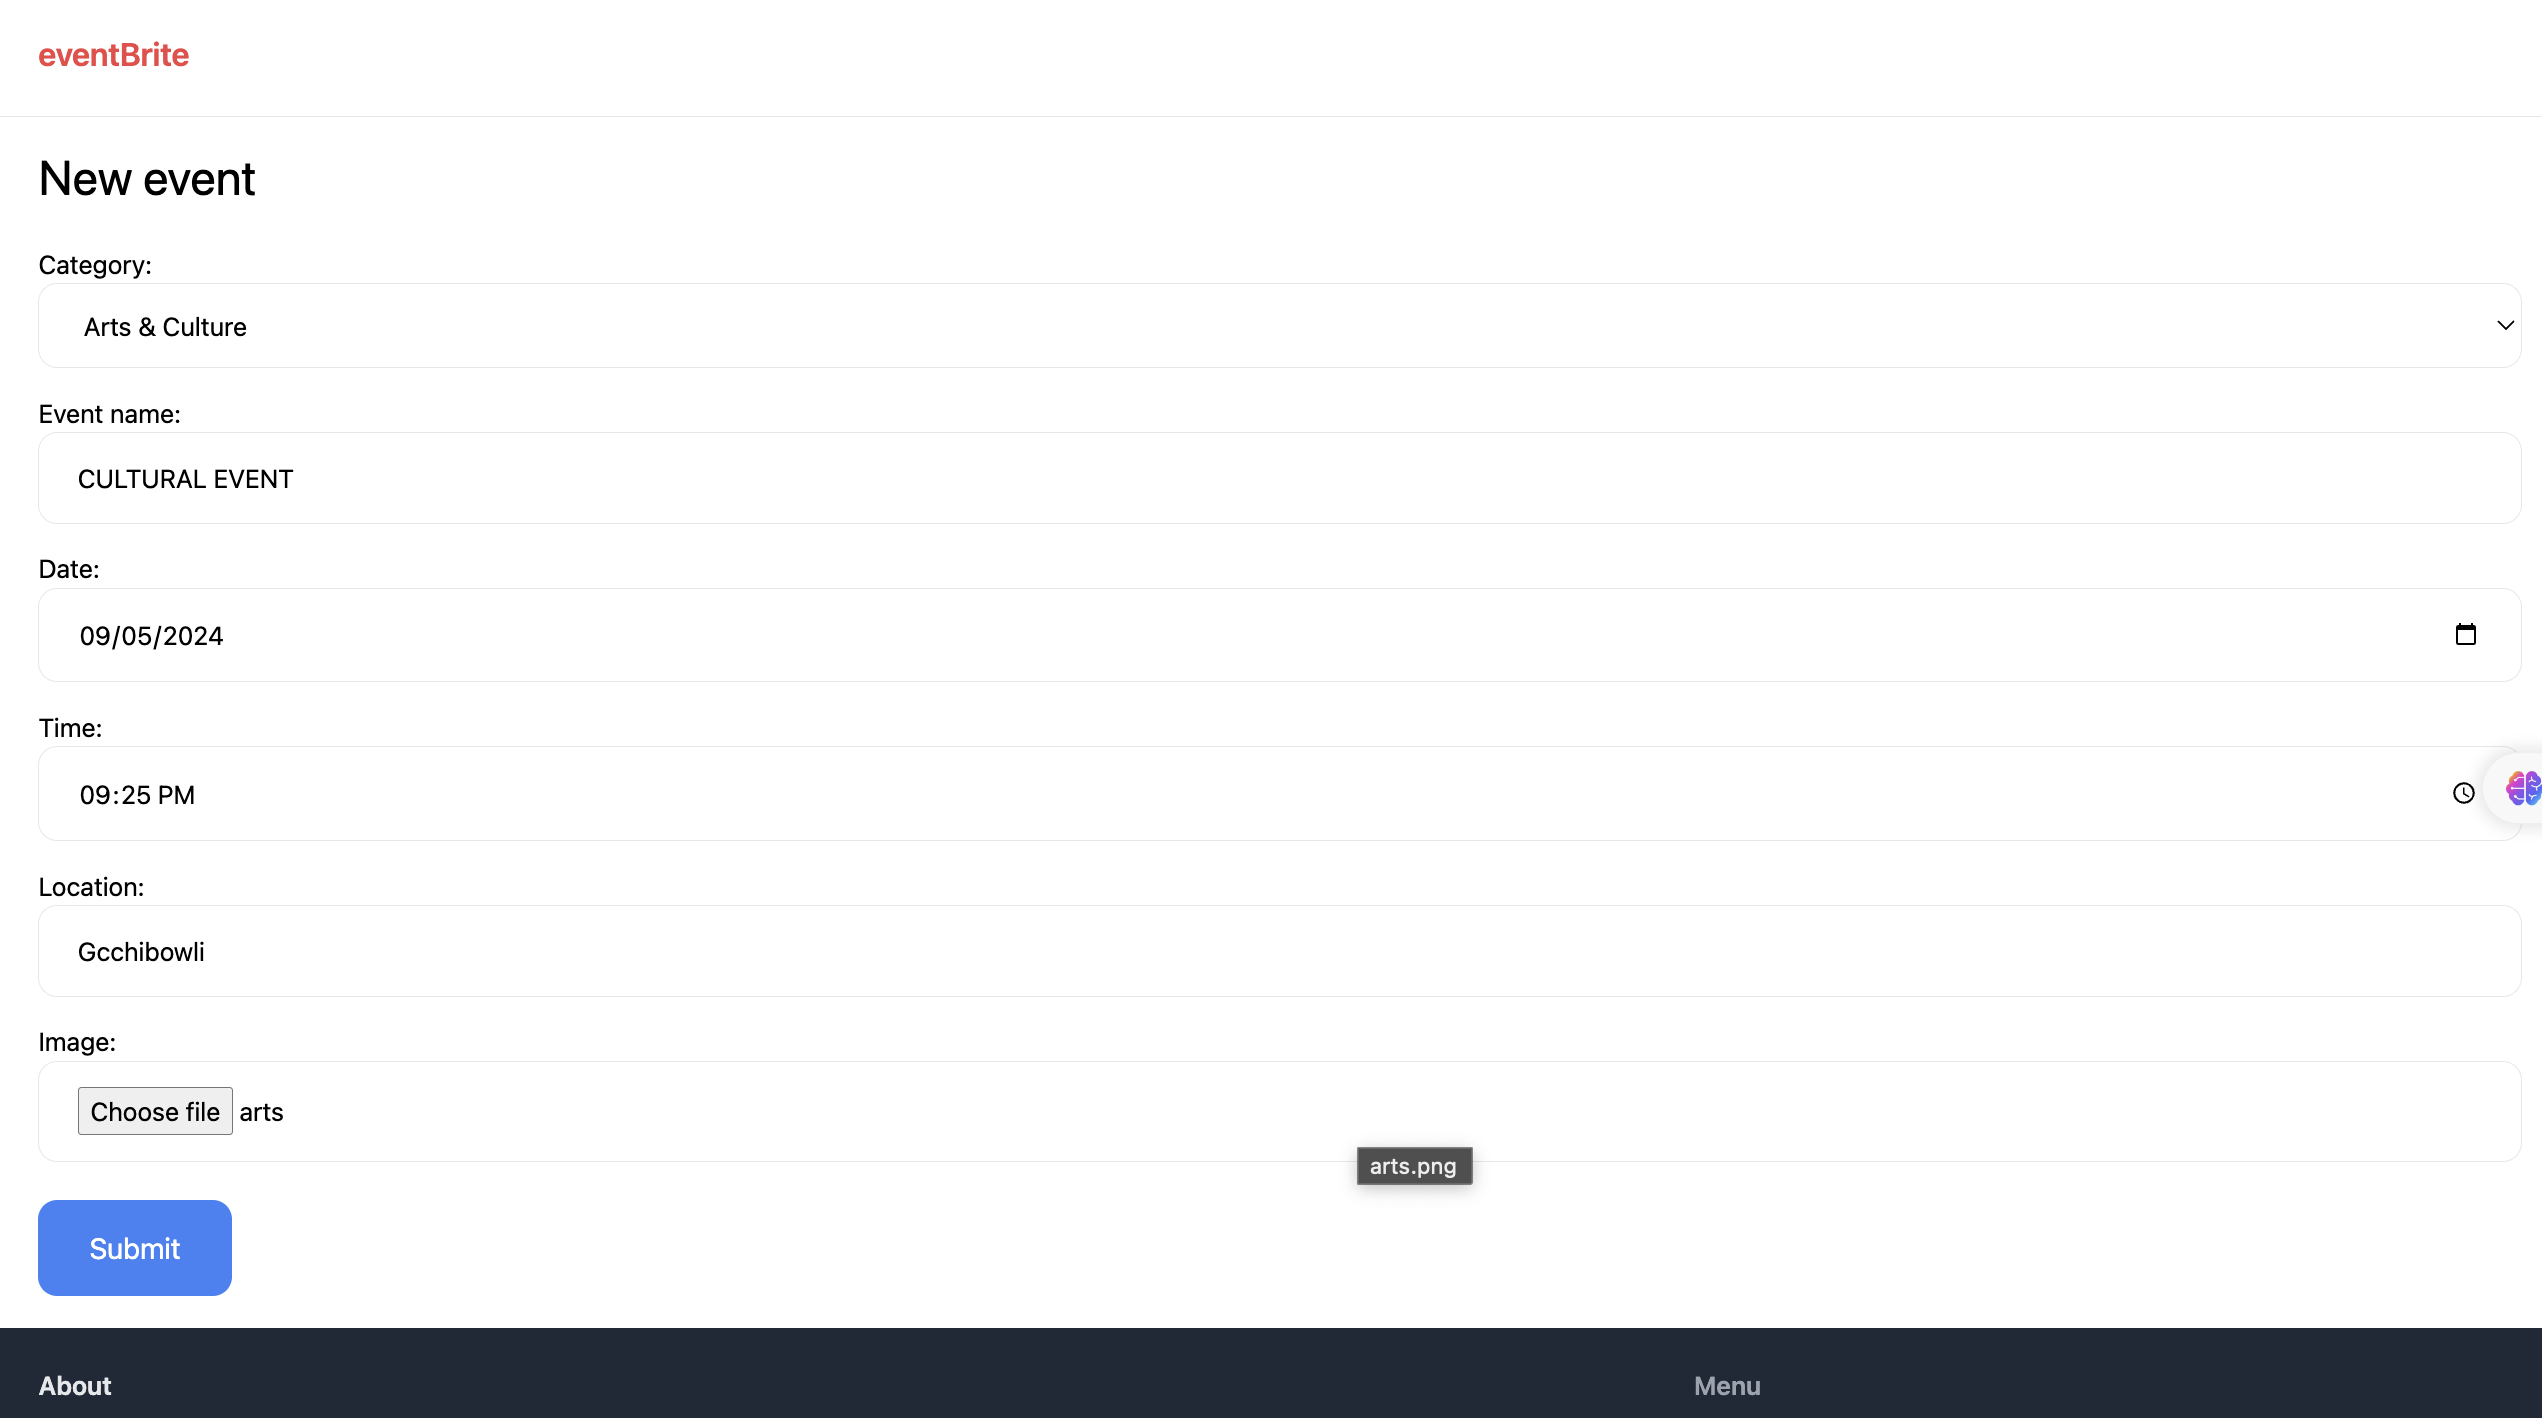 eventBrite
New event
Category:
Arts & Culture
Event name:
CULTURAL EVENT
Date:
09/05/2024
Time:
09:25 PM
Location:
Gcchibowli
Image:
Choose file arts
arts.png
Submit
About
Menu